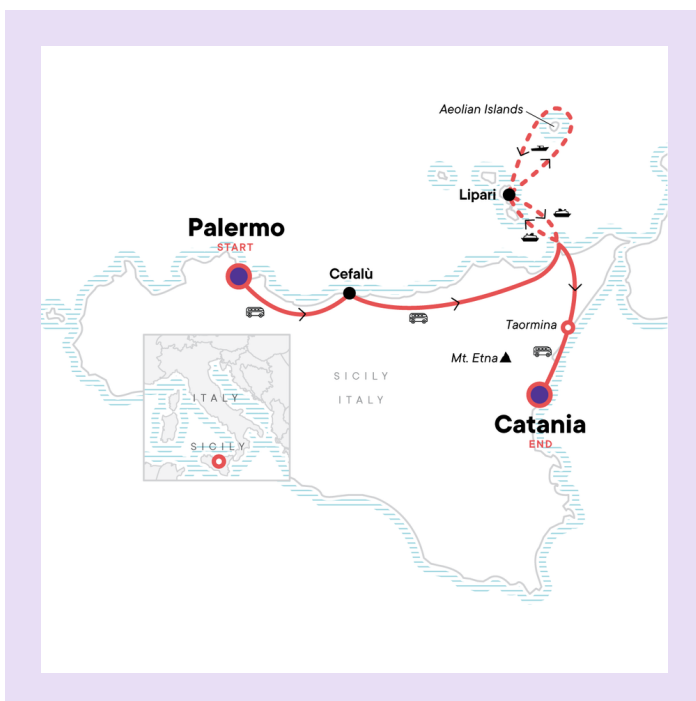 Aeolian Islands
Lipari
Palermo
START
Cefalù
Taormina
Mt. Etna
SICILY
ITALY
Catania
END
ITALY
SICILY